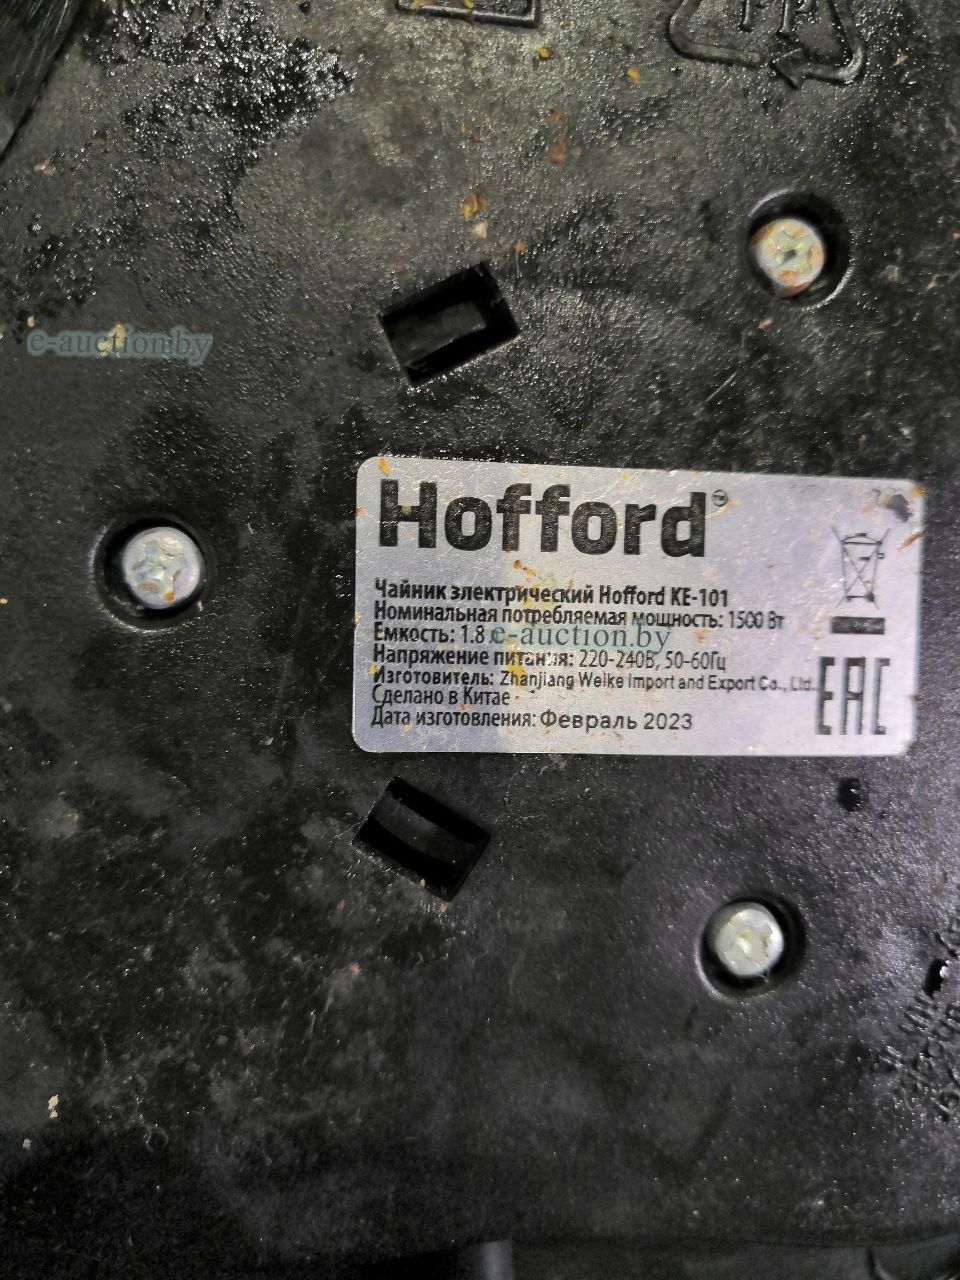 PP
e-auction.by
Hofford™
Чайник электрический Hofford KE-101
Номинальная потребляемая мощность: 1500 Вт
Емкость: 1.8
e-auction.by
Напряжение питания: 220-240В, 50-60Гц
Изготовитель: Zhanjiang Weike Import and Export Co., Ltd.
Сделано в Китае
Дата изготовления: Февраль 2023
EAC